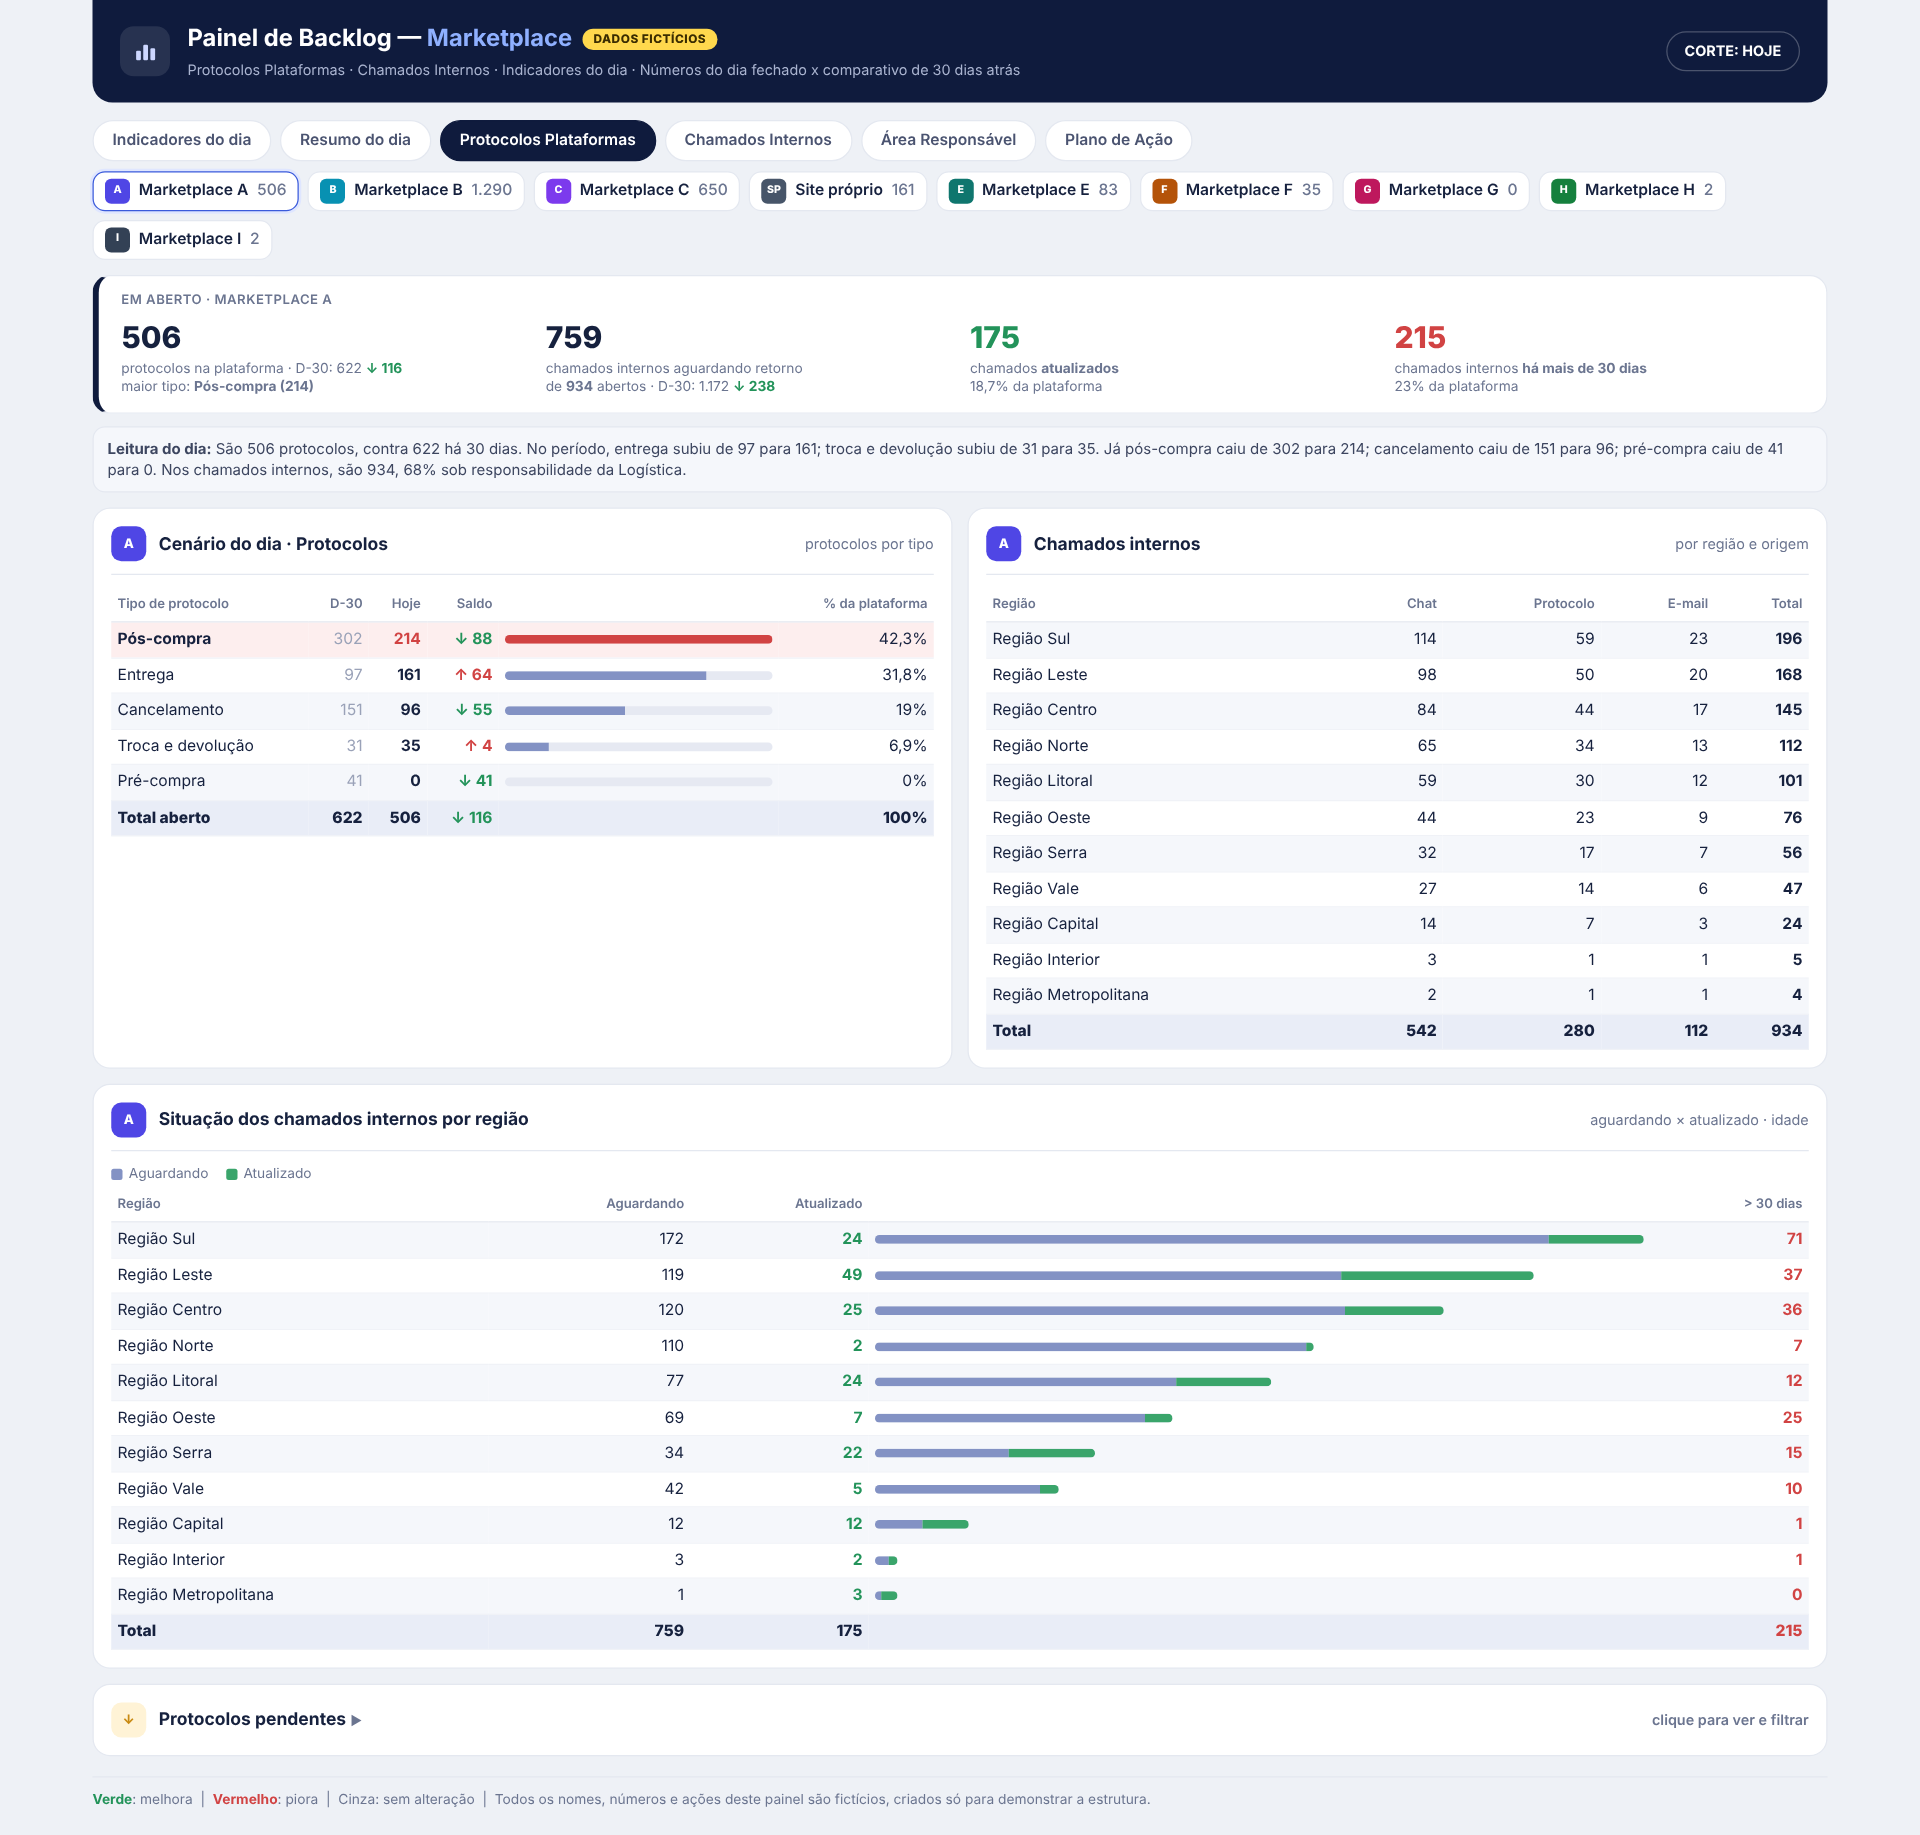 Painel de Backlog — Marketplace DADOS FICTÍCIOS
Protocolos Plataformas · Chamados Internos · Indicadores do dia · Números do dia fechado x comparativo de 30 dias atrás
CORTE: HOJE
Indicadores do dia Resumo do dia Protocolos Plataformas Chamados Internos Área Responsável Plano de Ação
A Marketplace A 506 B Marketplace B 1.290 C Marketplace C 650 SP Site próprio 161 E Marketplace E 83 F Marketplace F 35 G Marketplace G 0 H Marketplace H 2
I Marketplace I 2
EM ABERTO · MARKETPLACE A
506 759 175 215
protocolos na plataforma · D-30: 622 ↓ 116 chamados internos aguardando retorno chamados atualizados chamados internos há mais de 30 dias
maior tipo: Pós-compra (214) de 934 abertos · D-30: 1.172 ↓ 238 18,7% da plataforma 23% da plataforma
Leitura do dia: São 506 protocolos, contra 622 há 30 dias. No período, entrega subiu de 97 para 161; troca e devolução subiu de 31 para 35. Já pós-compra caiu de 302 para 214; cancelamento caiu de 151 para 96; pré-compra caiu de 41
para 0. Nos chamados internos, são 934, 68% sob responsabilidade da Logística.
A Cenário do dia · Protocolos protocolos por tipo
Tipo de protocolo D-30 Hoje Saldo % da plataforma
Pós-compra 302 214 ↓ 88 42,3%
Entrega 97 161 ↑ 64 31,8%
Cancelamento 151 96 ↓ 55 19%
Troca e devolução 31 35 ↑ 4 6,9%
Pré-compra 41 0 ↓ 41 0%
Total aberto 622 506 ↓ 116 100%
A Chamados internos por região e origem
Região Chat Protocolo E-mail Total
Região Sul 114 59 23 196
Região Leste 98 50 20 168
Região Centro 84 44 17 145
Região Norte 65 34 13 112
Região Litoral 59 30 12 101
Região Oeste 44 23 9 76
Região Serra 32 17 7 56
Região Vale 27 14 6 47
Região Capital 14 7 3 24
Região Interior 3 1 1 5
Região Metropolitana 2 1 1 4
Total 542 280 112 934
A Situação dos chamados internos por região aguardando × atualizado · idade
Aguardando Atualizado
Região Aguardando Atualizado > 30 dias
Região Sul 172 24 71
Região Leste 119 49 37
Região Centro 120 25 36
Região Norte 110 2 7
Região Litoral 77 24 12
Região Oeste 69 7 25
Região Serra 34 22 15
Região Vale 42 5 10
Região Capital 12 12 1
Região Interior 3 2 1
Região Metropolitana 1 3 0
Total 759 175 215
↓ Protocolos pendentes ▶ clique para ver e filtrar
Verde: melhora | Vermelho: piora | Cinza: sem alteração | Todos os nomes, números e ações deste painel são fictícios, criados só para demonstrar a estrutura.